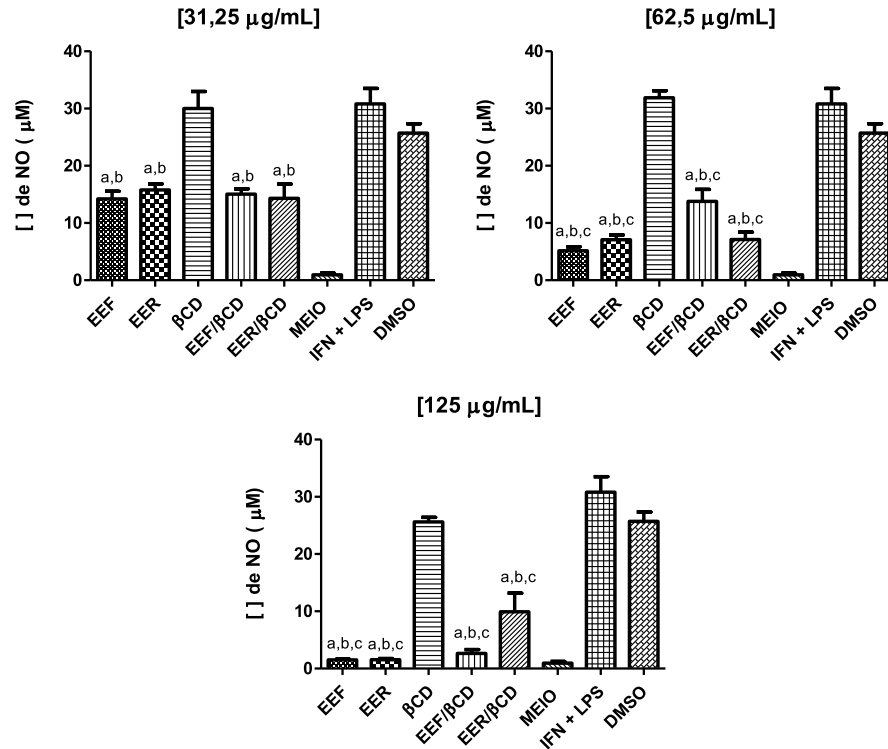 [31,25 μg/mL]
[ ] de NO ( μM)
40
30
20
10
0
a,b
a,b
a,b
a,b
EEF
EER
βCD
EEF/βCD
EER/βCD
MEIO
IFN + LPS
DMSO
[62,5 μg/mL]
[ ] de NO ( μM)
40
30
20
10
0
a,b,c
a,b,c
a,b,c
a,b,c
EEF
EER
βCD
EEF/βCD
EER/βCD
MEIO
IFN + LPS
DMSO
[125 μg/mL]
[ ] de NO ( μM)
40
30
20
10
0
a,b,c
a,b,c
a,b,c
a,b,c
EEF
EER
βCD
EEF/βCD
EER/βCD
MEIO
IFN + LPS
DMSO